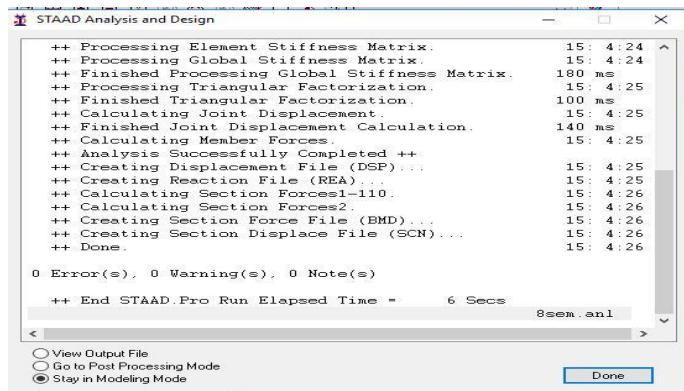 STAAD Analysis and Design
++ Processing Element Stiffness Matrix. 15: 4:24
++ Processing Global Stiffness Matrix. 15: 4:24
++ Finished Processing Global Stiffness Matrix. 180 ms
++ Processing Triangular Factorization. 15: 4:25
++ Finished Triangular Factorization. 100 ms
++ Calculating Joint Displacement. 15: 4:25
++ Finished Joint Displacement Calculation. 140 ms
++ Calculating Member Forces. 15: 4:25
++ Analysis Successfully Completed ++
++ Creating Displacement File (DSP)... 15: 4:25
++ Creating Reaction File (REA)... 15: 4:25
++ Calculating Section Forces1-110. 15: 4:26
++ Calculating Section Forces2. 15: 4:26
++ Creating Section Force File (BMD)... 15: 4:26
++ Creating Section Displace File (SCN)... 15: 4:26
++ Done. 15: 4:26
0 Error(s), 0 Warning(s), 0 Note(s)
++ End STAAD.Pro Run Elapsed Time = 6 Secs
8sem.anl
View Output File
Go to Post Processing Mode
Stay in Modeling Mode
Done